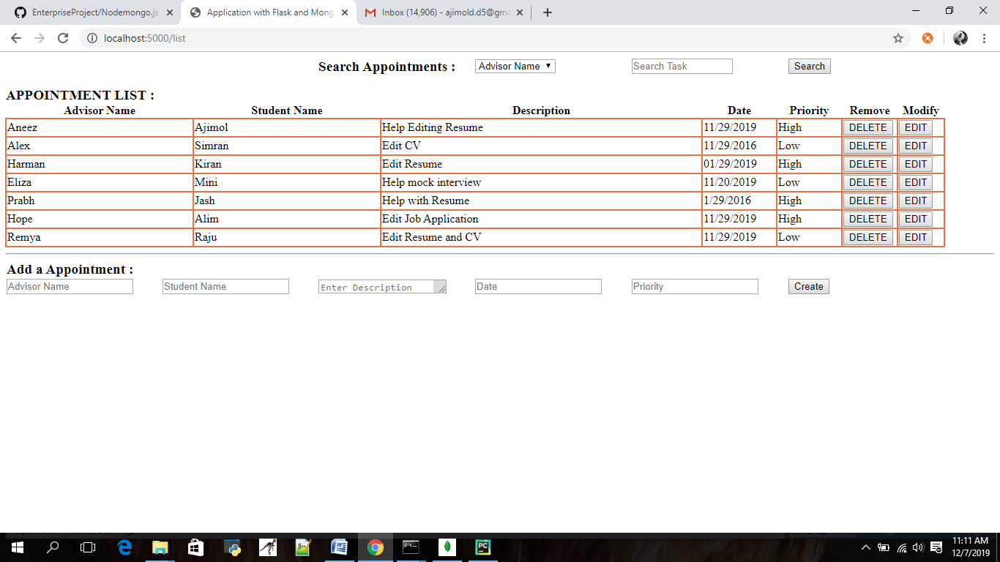 EnterpriseProject/Nodemongo.js
Application with Flask and Mong
Inbox (14,906) - ajimold.d5@gma
localhost:5000/list
Search Appointments : Advisor Name Search Task Search
APPOINTMENT LIST :
Advisor Name Student Name Description Date Priority Remove Modify
Aneez Ajimol Help Editing Resume 11/29/2019 High DELETE EDIT
Alex Simran Edit CV 11/29/2016 Low DELETE EDIT
Harman Kiran Edit Resume 01/29/2019 High DELETE EDIT
Eliza Mini Help mock interview 11/20/2019 Low DELETE EDIT
Prabh Jash Help with Resume 1/29/2016 High DELETE EDIT
Hope Alim Edit Job Application 11/29/2019 High DELETE EDIT
Remya Raju Edit Resume and CV 11/29/2019 Low DELETE EDIT
Add a Appointment :
Advisor Name Student Name Enter Description Date Priority Create
11:11 AM
12/7/2019